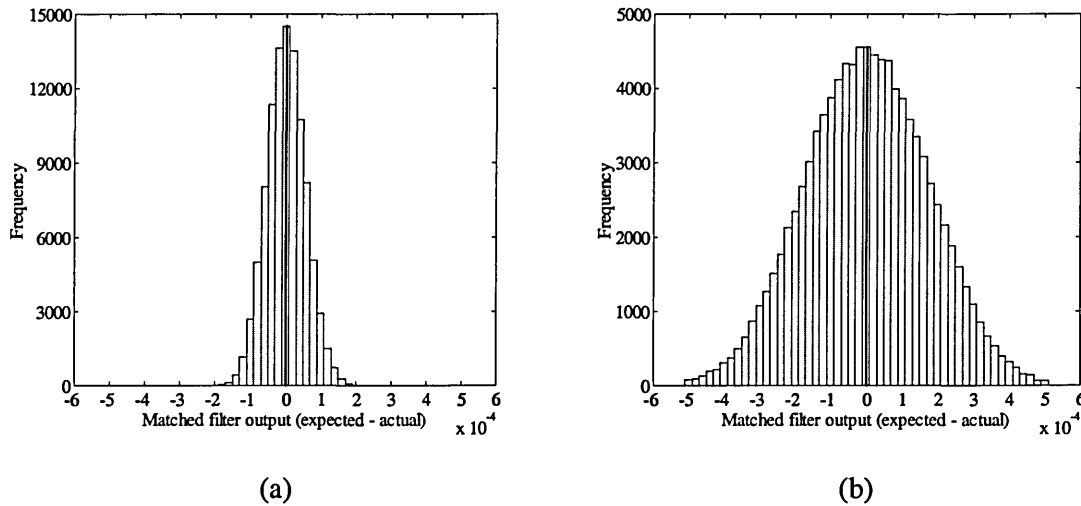 15000
12000
9000
6000
3000
0
Frequency
-6 -5 -4 -3 -2 -1 0 1 2 3 4 5 6
Matched filter output (expected - actual)
x 10^-4
(a)
5000
4000
3000
2000
1000
0
Frequency
-6 -5 -4 -3 -2 -1 0 1 2 3 4 5 6
Matched filter output (expected - actual)
x 10^-4
(b)